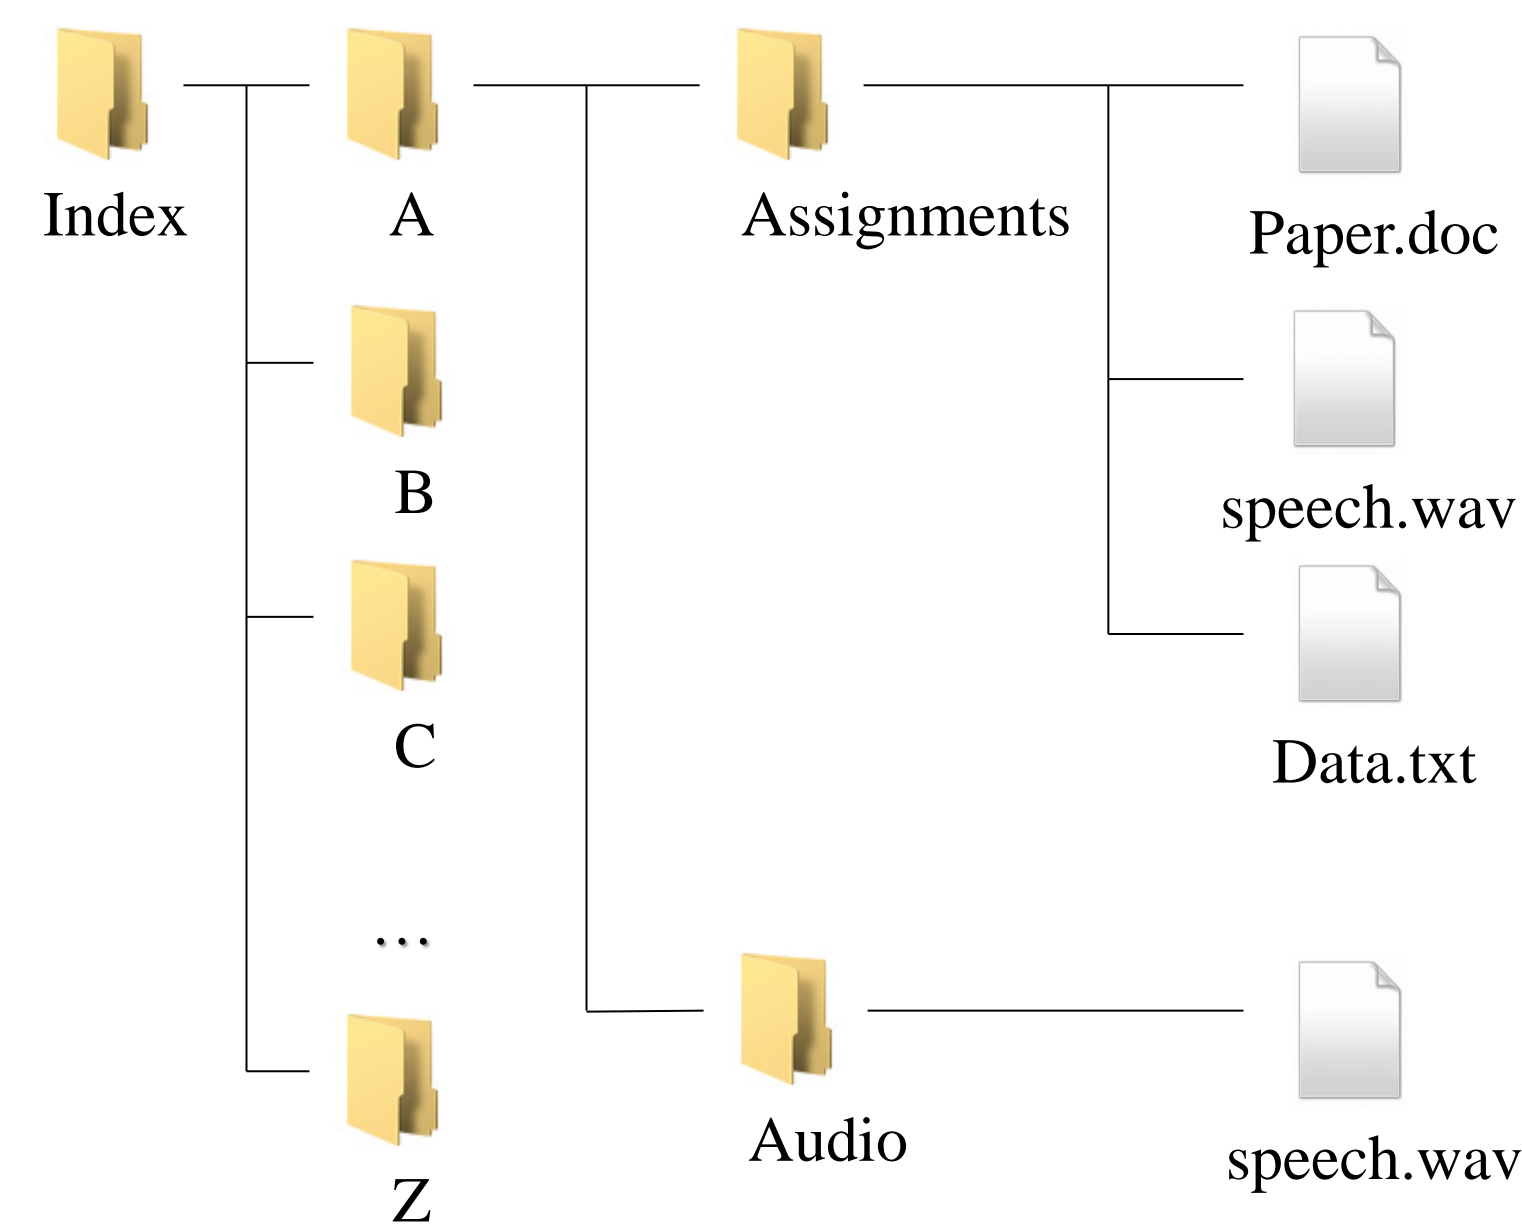 Index
A
Assignments
Paper.doc
B
speech.wav
C
Data.txt
...
Audio
speech.wav
Z